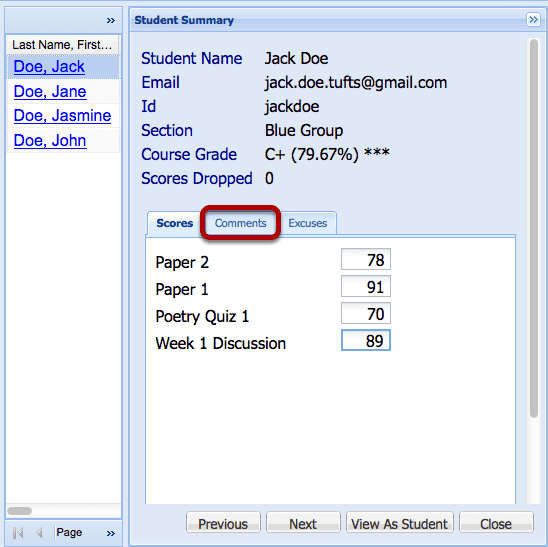 Last Name, First...
Doe, Jack
Doe, Jane
Doe, Jasmine
Doe, John
Page
Student Summary
Student Name Jack Doe
Email jack.doe.tufts@gmail.com
Id jackdoe
Section Blue Group
Course Grade C+ (79.67%) ***
Scores Dropped 0
Scores Comments Excuses
Paper 2 78
Paper 1 91
Poetry Quiz 1 70
Week 1 Discussion 89
Previous Next View As Student Close